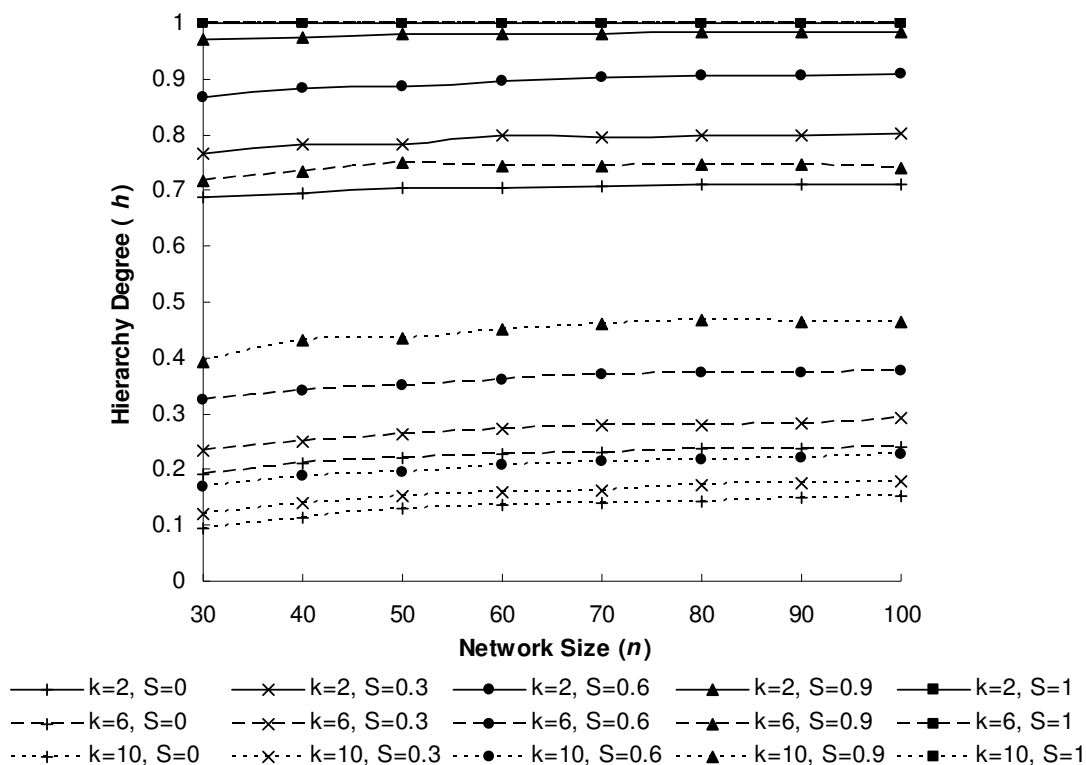 1
0.9
0.8
0.7
0.6
0.5
0.4
0.3
0.2
0.1
0
Hierarchy Degree ( h)
30 40 50 60 70 80 90 100
Network Size (n)
k=2, S=0 k=2, S=0.3 k=2, S=0.6 k=2, S=0.9 k=2, S=1
k=6, S=0 k=6, S=0.3 k=6, S=0.6 k=6, S=0.9 k=6, S=1
k=10, S=0 k=10, S=0.3 k=10, S=0.6 k=10, S=0.9 k=10, S=1